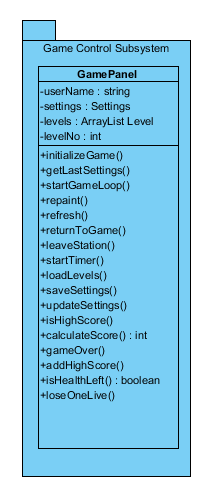 Game Control Subsystem
GamePanel
-userName : string
-settings : Settings
-levels : ArrayList Level
-levelNo : int
+initializeGame()
+getLastSettings()
+startGameLoop()
+repaint()
+refresh()
+returnToGame()
+leaveStation()
+startTimer()
+loadLevels()
+saveSettings()
+updateSettings()
+isHighScore()
+calculateScore() : int
+gameOver()
+addHighScore()
+isHealthLeft() : boolean
+loseOneLive()